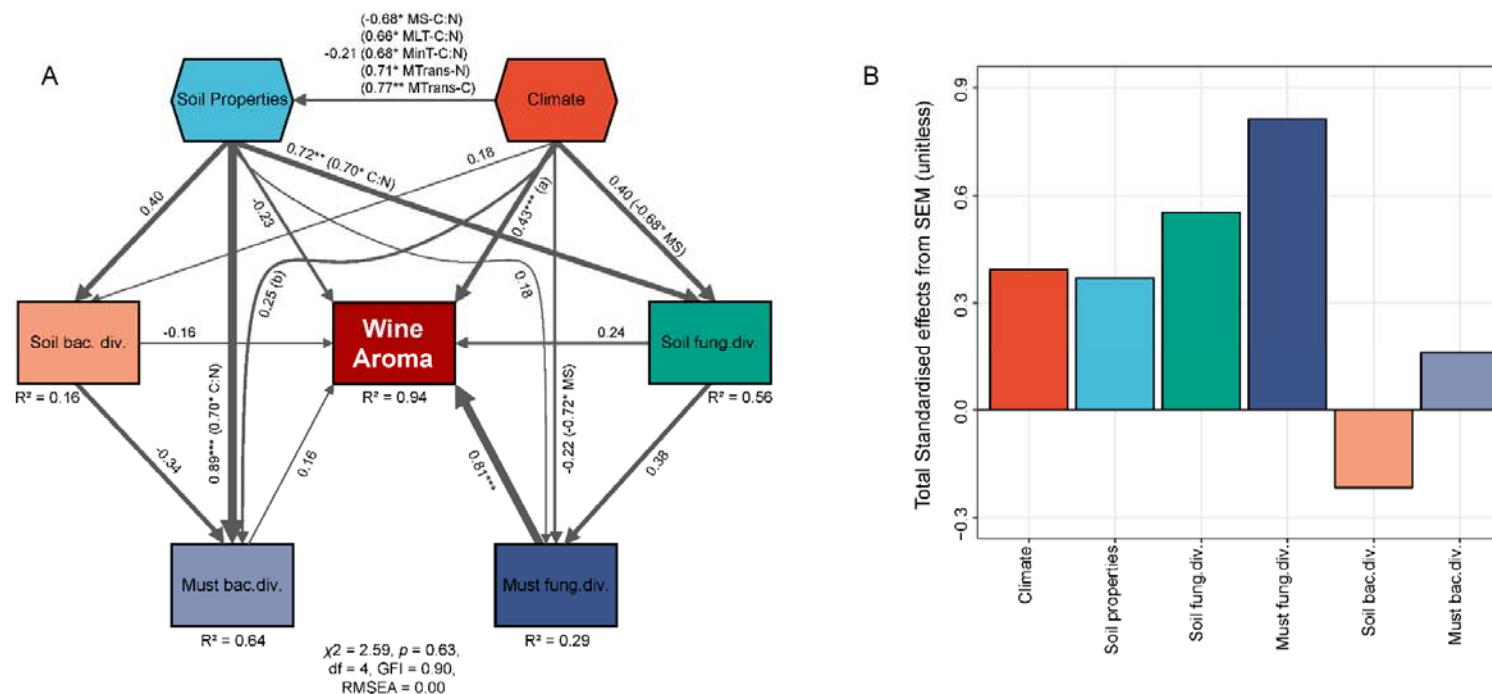 (-0.68* MS-C:N)
(0.66* MLT-C:N)
-0.21 (0.68* MinT-C:N)
(0.71* MTrans-N)
(0.77** MTrans-C)
A
Soil Properties
Climate
0.40
0.72** (0.70* C:N)
0.18
-0.23
0.43*** (a)
0.40 (-0.68* MS)
0.25 (b)
0.18
Soil bac. div.
R² = 0.16
-0.16
Wine
Aroma
R² = 0.94
0.24
Soil fung.div.
R² = 0.56
-0.34
0.89*** (0.70* C:N)
0.16
0.81***
-0.22 (-0.72* MS)
0.38
Must bac.div.
R² = 0.64
Must fung.div.
R² = 0.29
χ2 = 2.59, p = 0.63,
df = 4, GFI = 0.90,
RMSEA = 0.00
B
Total Standardised effects from SEM (unitless)
0.9
0.6
0.3
0.0
−0.3
Climate
Soil properties
Soil fung.div.
Must fung.div.
Soil bac.div.
Must bac.div.